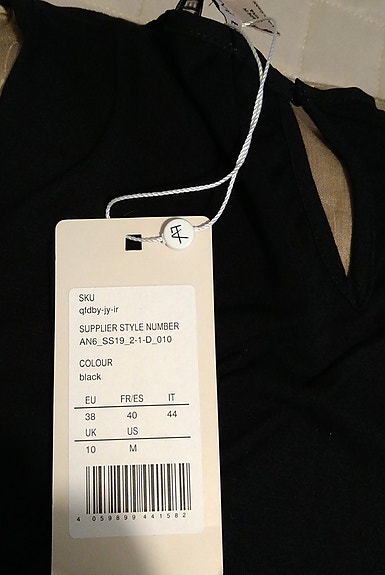 SKU
qfdby-jy-ir
SUPPLIER STYLE NUMBER
AN6_SS19_2-1-D_010
COLOUR
black
EU FR/ES IT
38 40 44
UK US
10 M
4 059899 441582